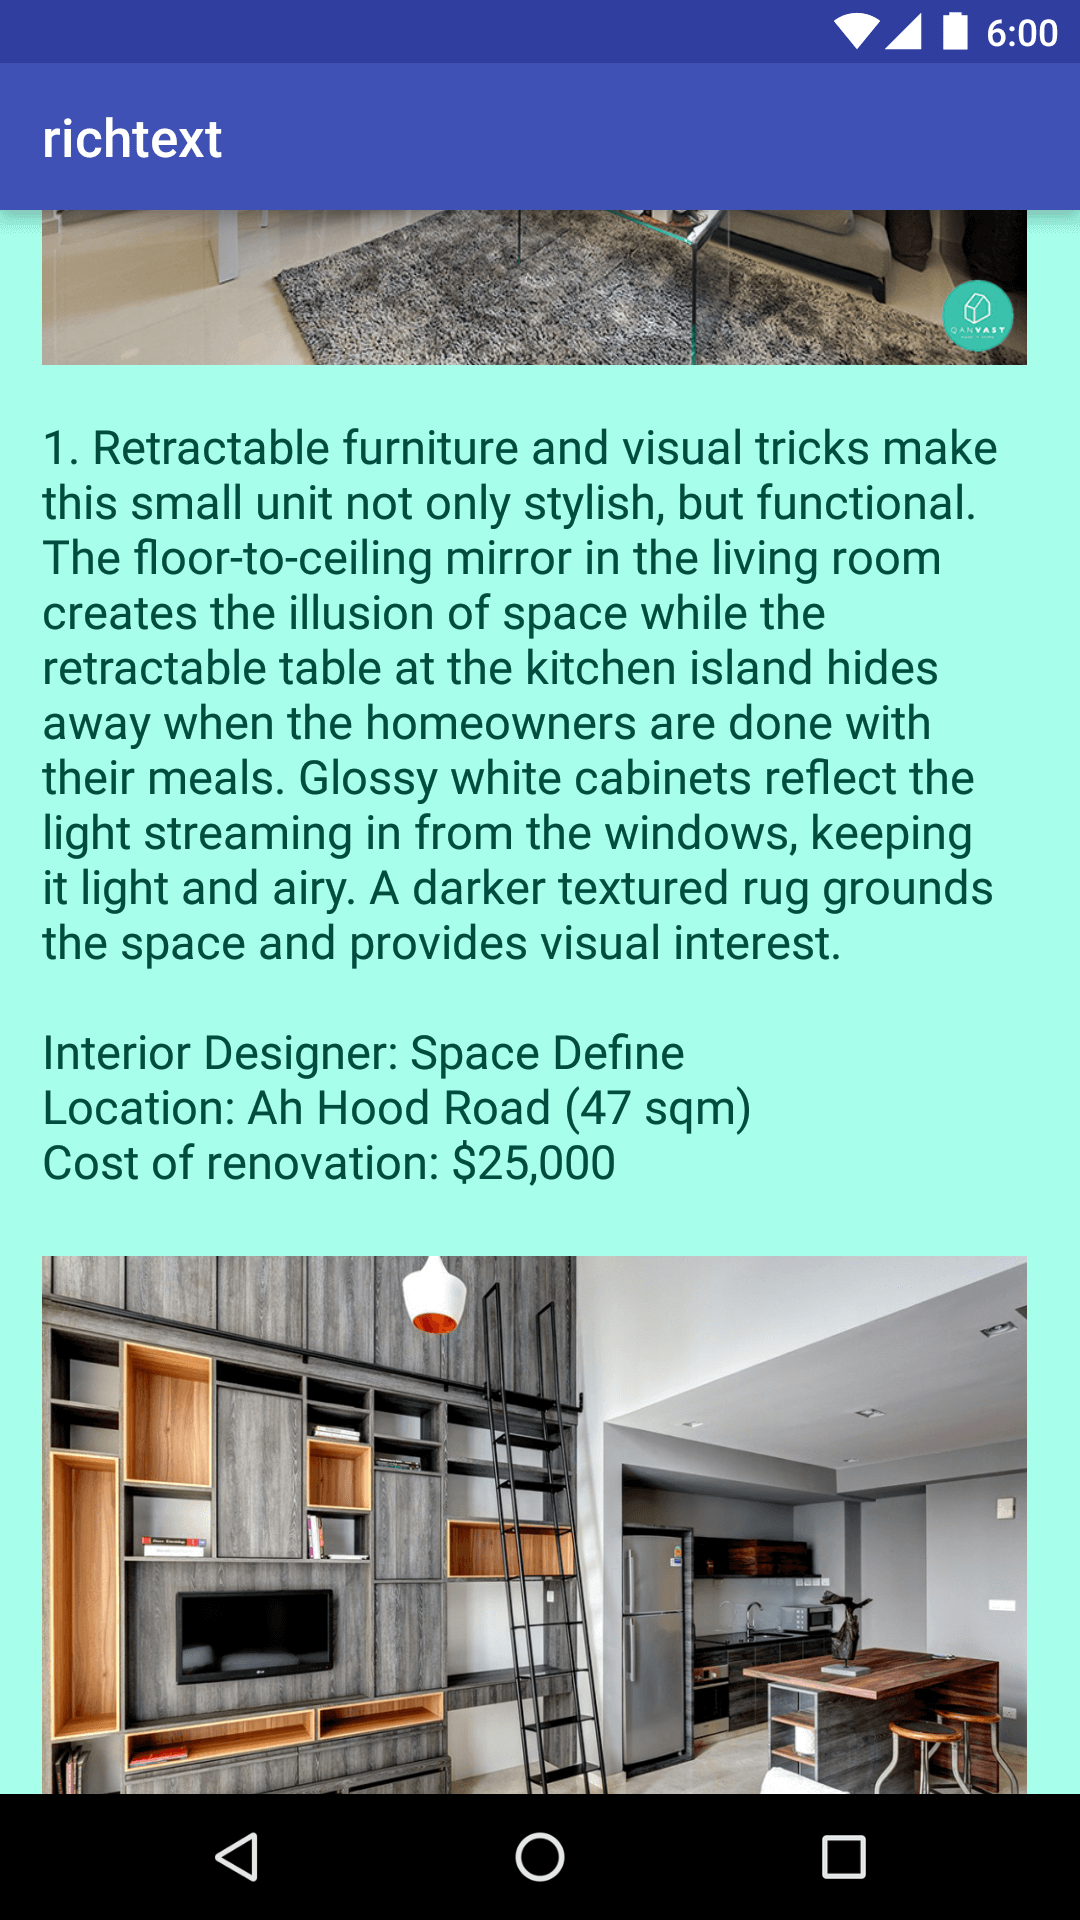 6:00
richtext
QANVAST
1. Retractable furniture and visual tricks make
this small unit not only stylish, but functional.
The floor-to-ceiling mirror in the living room
creates the illusion of space while the
retractable table at the kitchen island hides
away when the homeowners are done with
their meals. Glossy white cabinets reflect the
light streaming in from the windows, keeping
it light and airy. A darker textured rug grounds
the space and provides visual interest.
Interior Designer: Space Define
Location: Ah Hood Road (47 sqm)
Cost of renovation: $25,000